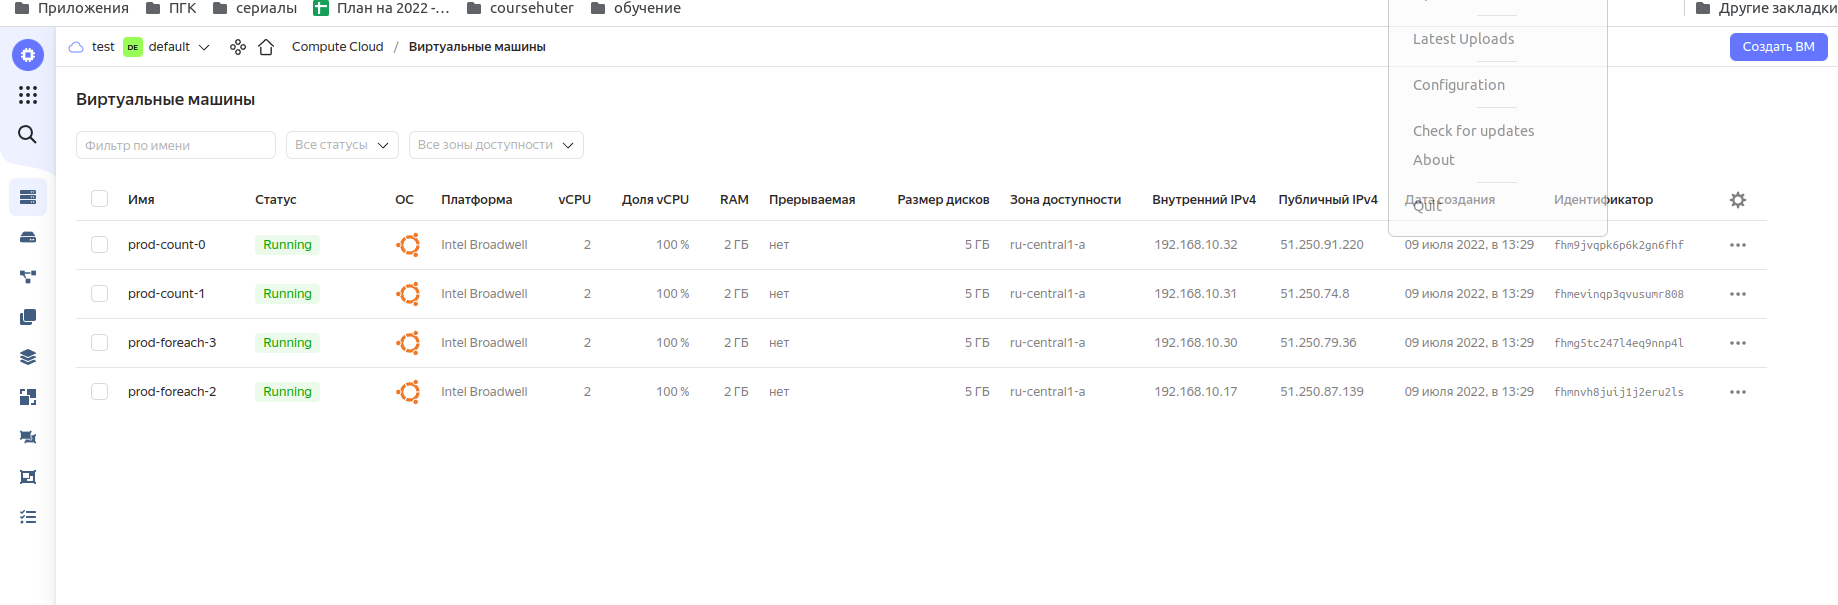 Приложения ПГК сериалы План на 2022 -... coursehuter обучение Другие закладки
test DE default Compute Cloud / Виртуальные машины Latest Uploads Создать ВМ
Configuration
Виртуальные машины
Check for updates
Фильтр по имени Все статусы Все зоны доступности
About
Имя Статус ОС Платформа vCPU Доля vCPU RAM Прерываемая Размер дисков Зона доступности Внутренний IPv4 Публичный IPv4 Дата создания Идентификатор
Quit
prod-count-0 Running Intel Broadwell 2 100 % 2 ГБ нет 5 ГБ ru-central1-a 192.168.10.32 51.250.91.220 09 июля 2022, в 13:29 fhm9jvqpk6p6k2gn6fhf
prod-count-1 Running Intel Broadwell 2 100 % 2 ГБ нет 5 ГБ ru-central1-a 192.168.10.31 51.250.74.8 09 июля 2022, в 13:29 fhmevinqp3qvusumr808
prod-foreach-3 Running Intel Broadwell 2 100 % 2 ГБ нет 5 ГБ ru-central1-a 192.168.10.30 51.250.79.36 09 июля 2022, в 13:29 fhmg5tc247l4eq9nnp4l
prod-foreach-2 Running Intel Broadwell 2 100 % 2 ГБ нет 5 ГБ ru-central1-a 192.168.10.17 51.250.87.139 09 июля 2022, в 13:29 fhmnvh8juij1j2eru2ls